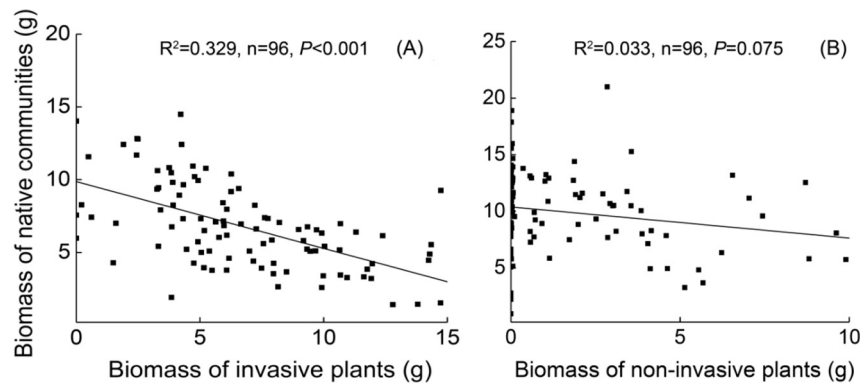 R²=0.329, n=96, P<0.001 (A)
20
15
10
5
0 5 10 15
Biomass of native communities (g)
Biomass of invasive plants (g)
R²=0.033, n=96, P=0.075 (B)
25
20
15
10
5
0 5 10
Biomass of non-invasive plants (g)